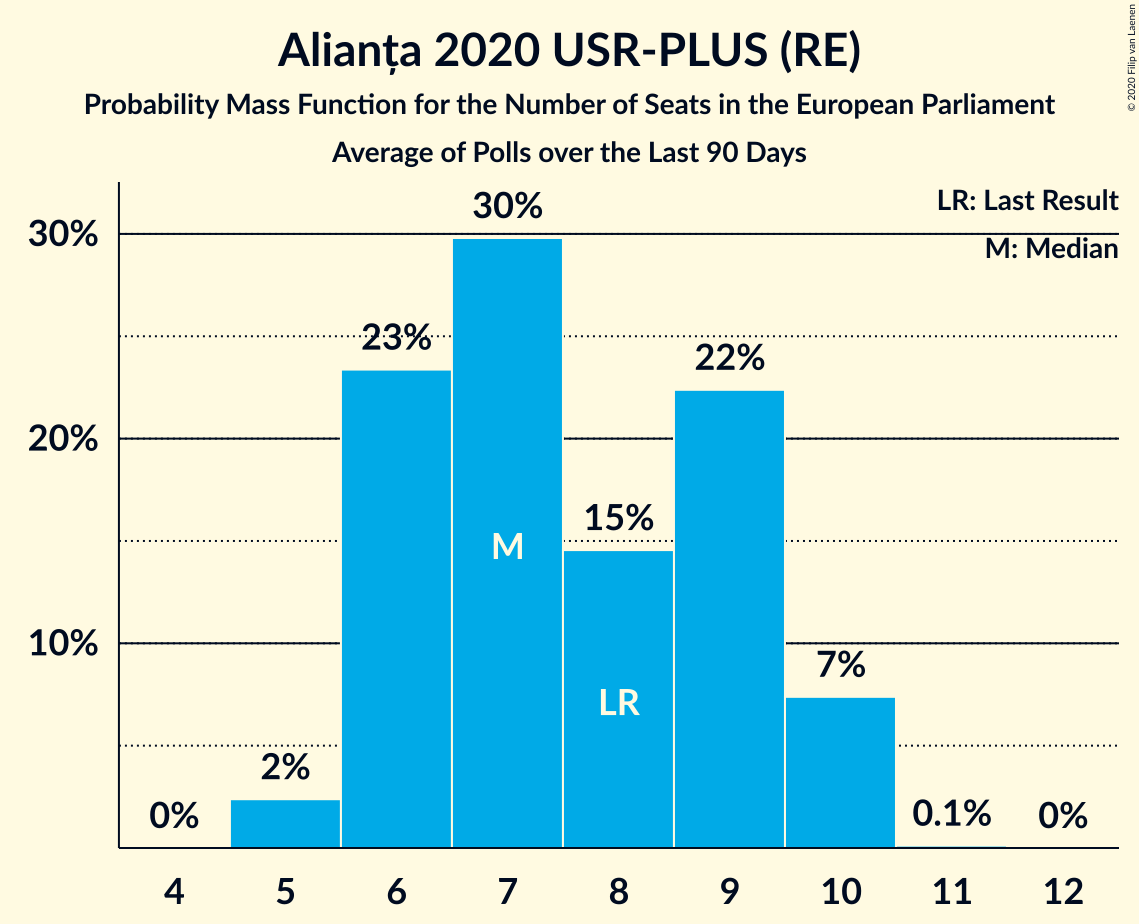 Alianța 2020 USR-PLUS (RE)
Probability Mass Function for the Number of Seats in the European Parliament
Average of Polls over the Last 90 Days
© 2020 Filip van Laenen
LR: Last Result
M: Median
30%
20%
10%
0%
2%
23%
30%
15%
22%
7%
0.1%
0%
M
LR
4 5 6 7 8 9 10 11 12